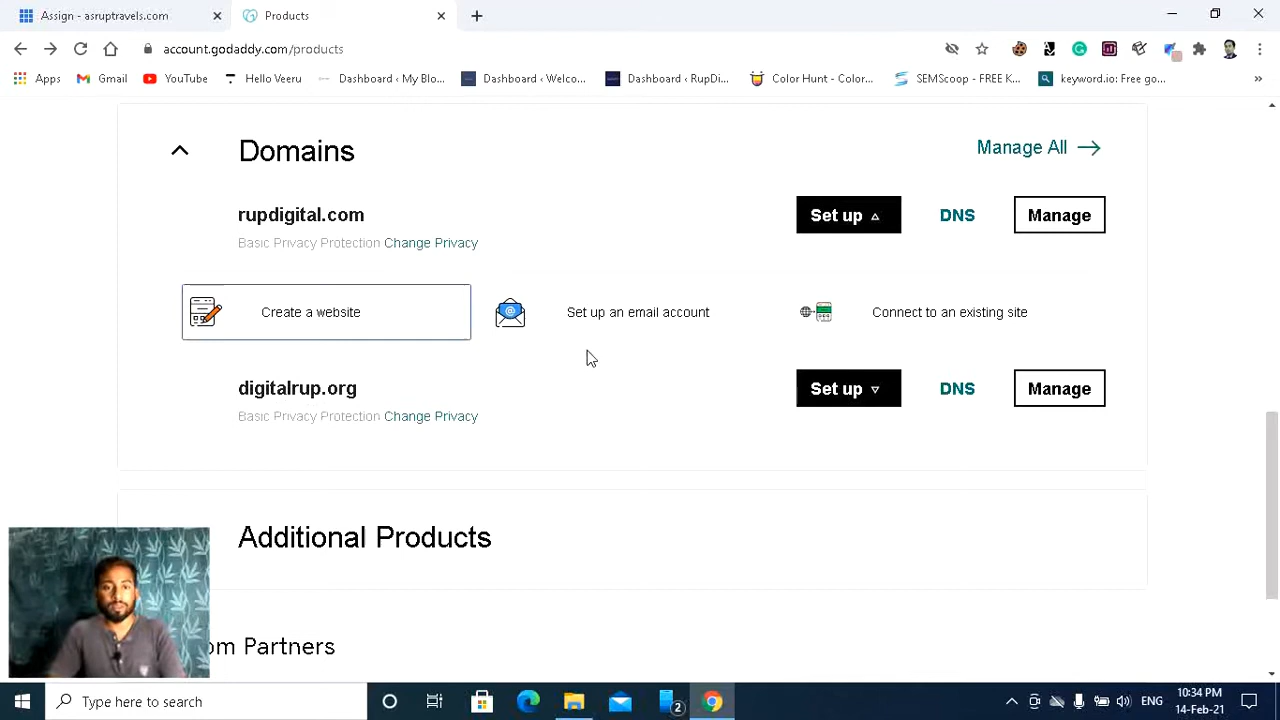 Assign - asruptravels.com
Products
account.godaddy.com/products
Apps
Gmail
YouTube
Hello Veeru
Dashboard ‹ My Blo...
Dashboard ‹ Welco...
Dashboard ‹ RupDi...
Color Hunt - Color...
SEMScoop - FREE K...
keyword.io: Free go...
Domains
Manage All
rupdigital.com
Set up
DNS
Manage
Basic Privacy Protection Change Privacy
Create a website
Set up an email account
Connect to an existing site
digitalrup.org
Set up
DNS
Manage
Basic Privacy Protection Change Privacy
Additional Products
om Partners
Type here to search
2
ENG
10:34 PM
14-Feb-21